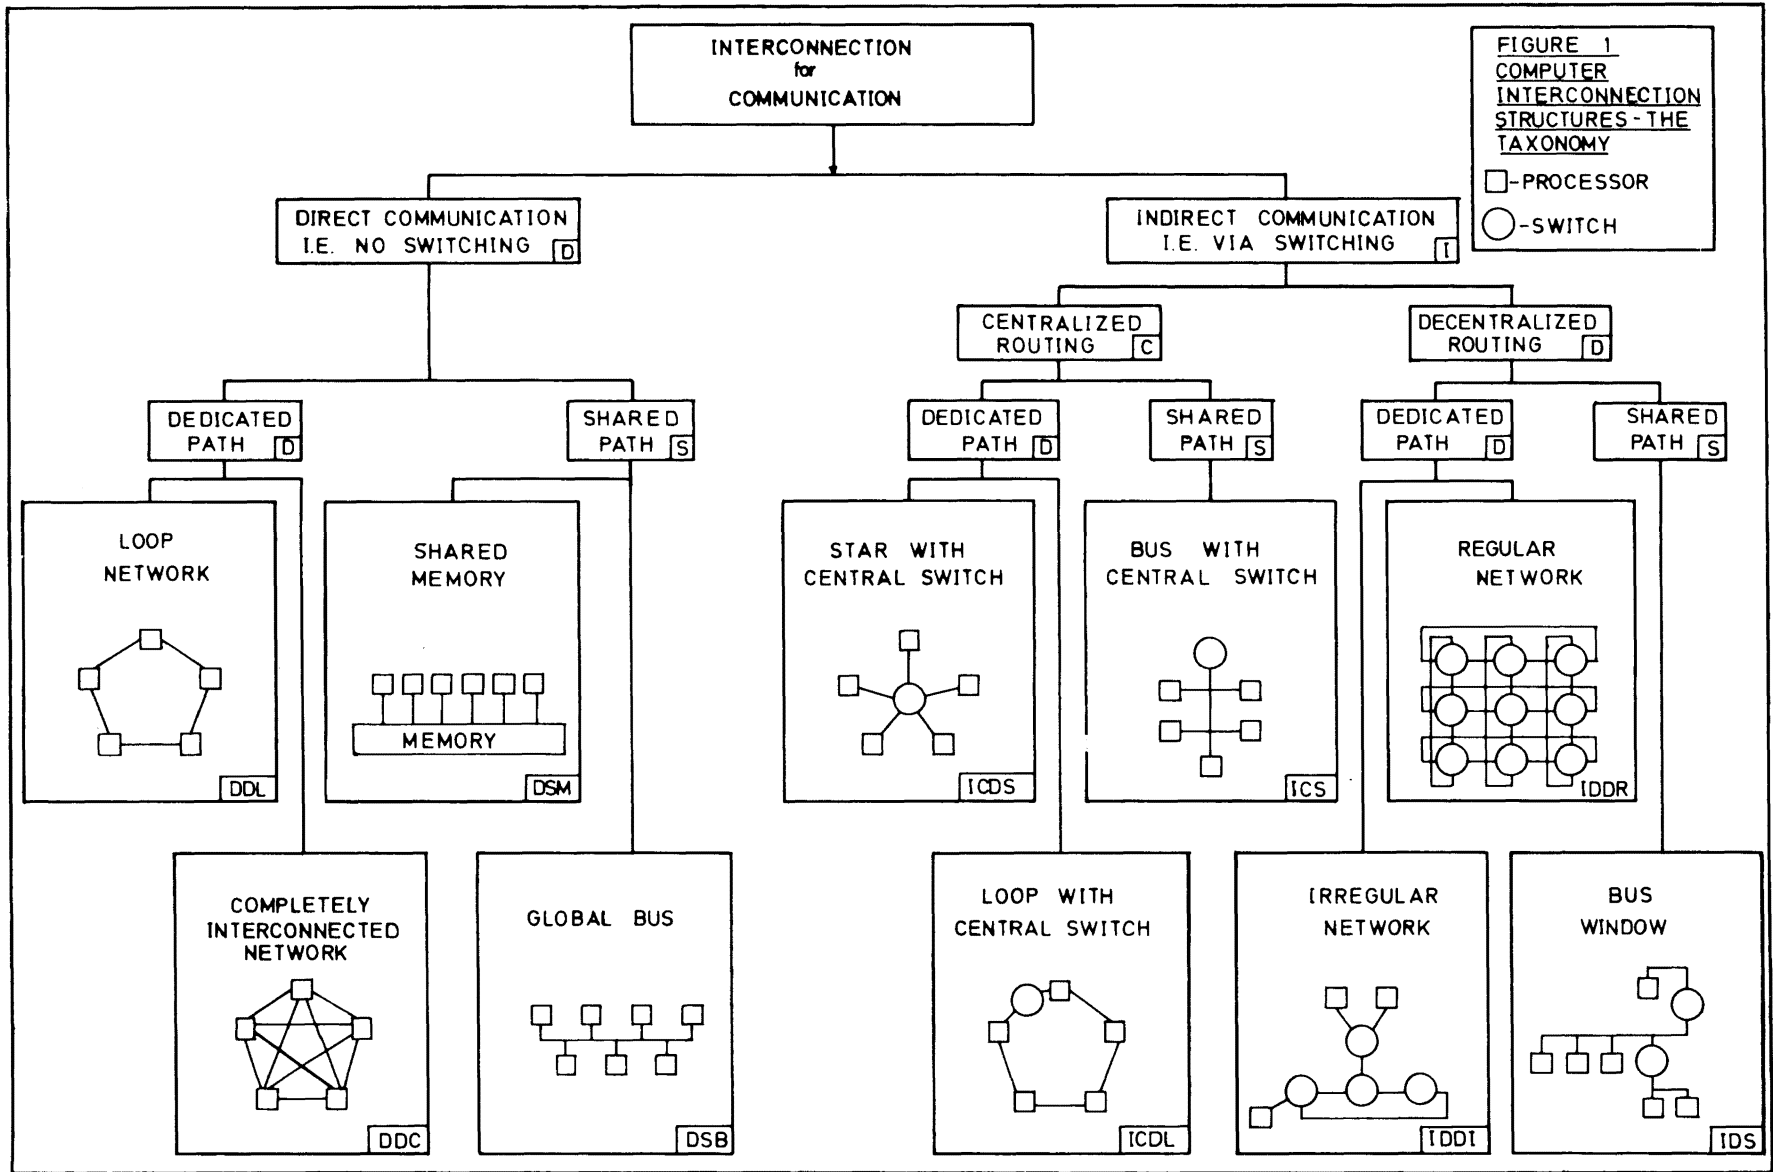 INTERCONNECTION
for
COMMUNICATION
FIGURE 1
COMPUTER
INTERCONNECTION
STRUCTURES-THE
TAXONOMY
-PROCESSOR
-SWITCH
DIRECT COMMUNICATION
I.E. NO SWITCHING D
INDIRECT COMMUNICATION
I.E. VIA SWITCHING I
CENTRALIZED
ROUTING C
DECENTRALIZED
ROUTING D
DEDICATED
PATH D
SHARED
PATH S
DEDICATED
PATH D
SHARED
PATH S
DEDICATED
PATH D
SHARED
PATH S
LOOP
NETWORK
DDL
SHARED
MEMORY
MEMORY
DSM
STAR WITH
CENTRAL SWITCH
ICDS
BUS WITH
CENTRAL SWITCH
ICS
REGULAR
NETWORK
IDDR
COMPLETELY
INTERCONNECTED
NETWORK
DDC
GLOBAL BUS
DSB
LOOP WITH
CENTRAL SWITCH
ICDL
IRREGULAR
NETWORK
IDDI
BUS
WINDOW
IDS